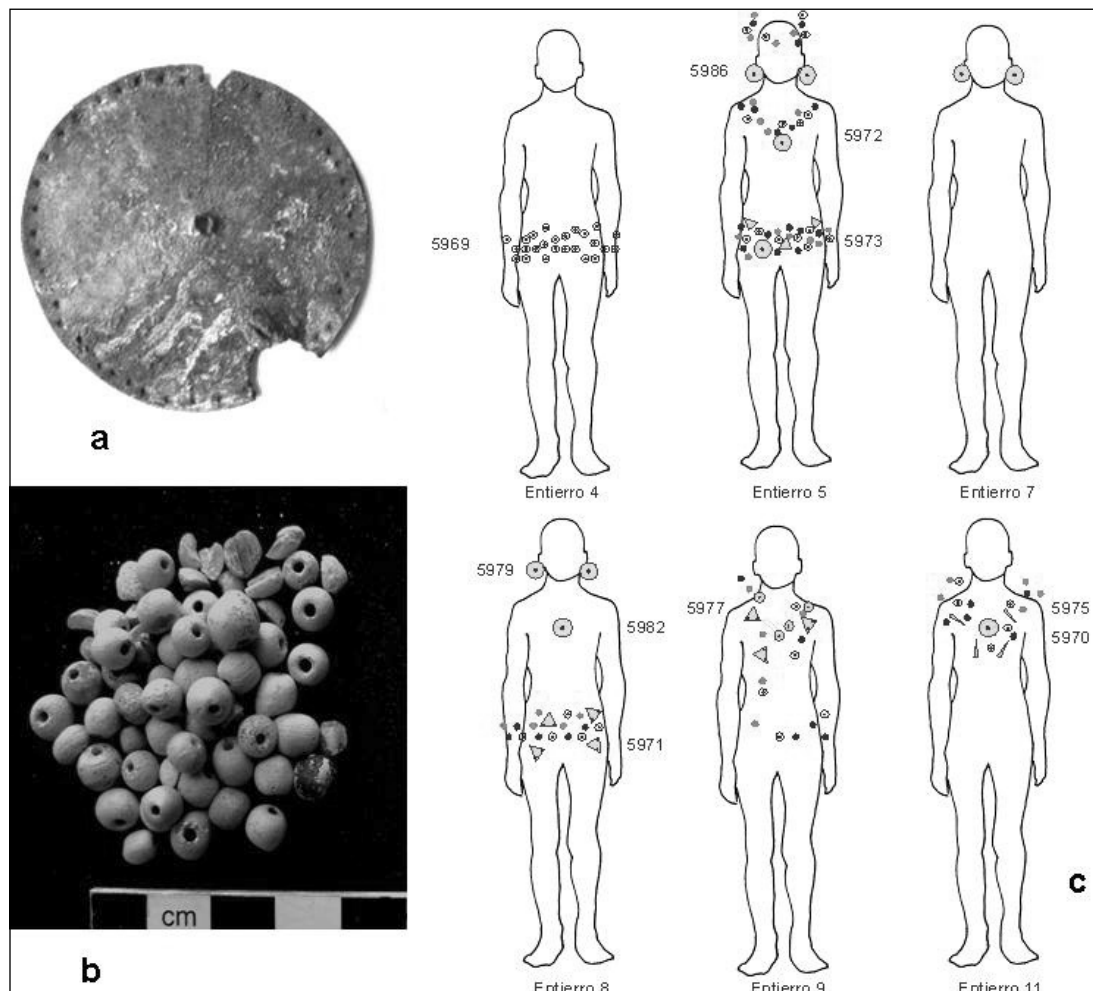 a
b
cm
c
5969
Entierro 4
5986
5972
5973
Entierro 5
Entierro 7
5979
5982
5971
Entierro 8
5977
Entierro 9
5975
5970
Entierro 11